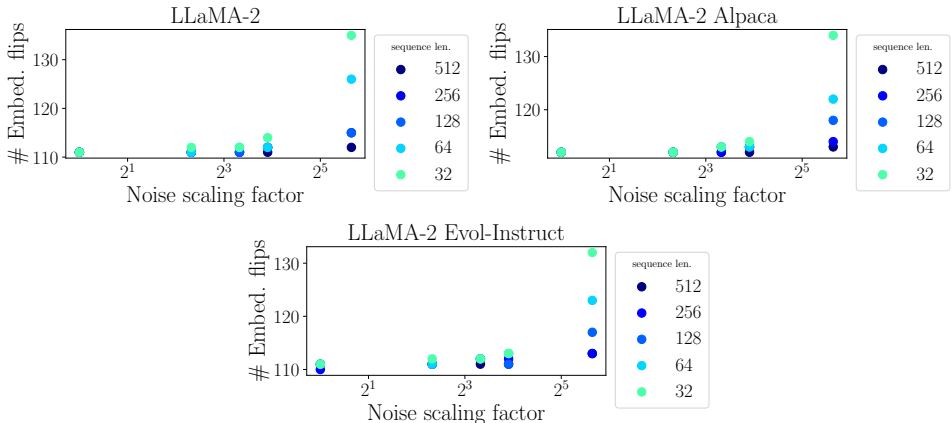 LLaMA-2
# Embed. flips
130
120
110
2^1
2^3
2^5
Noise scaling factor
sequence len.
512
256
128
64
32
LLaMA-2 Alpaca
# Embed. flips
130
120
2^1
2^3
2^5
Noise scaling factor
sequence len.
512
256
128
64
32
LLaMA-2 Evol-Instruct
# Embed. flips
130
120
110
2^1
2^3
2^5
Noise scaling factor
sequence len.
512
256
128
64
32